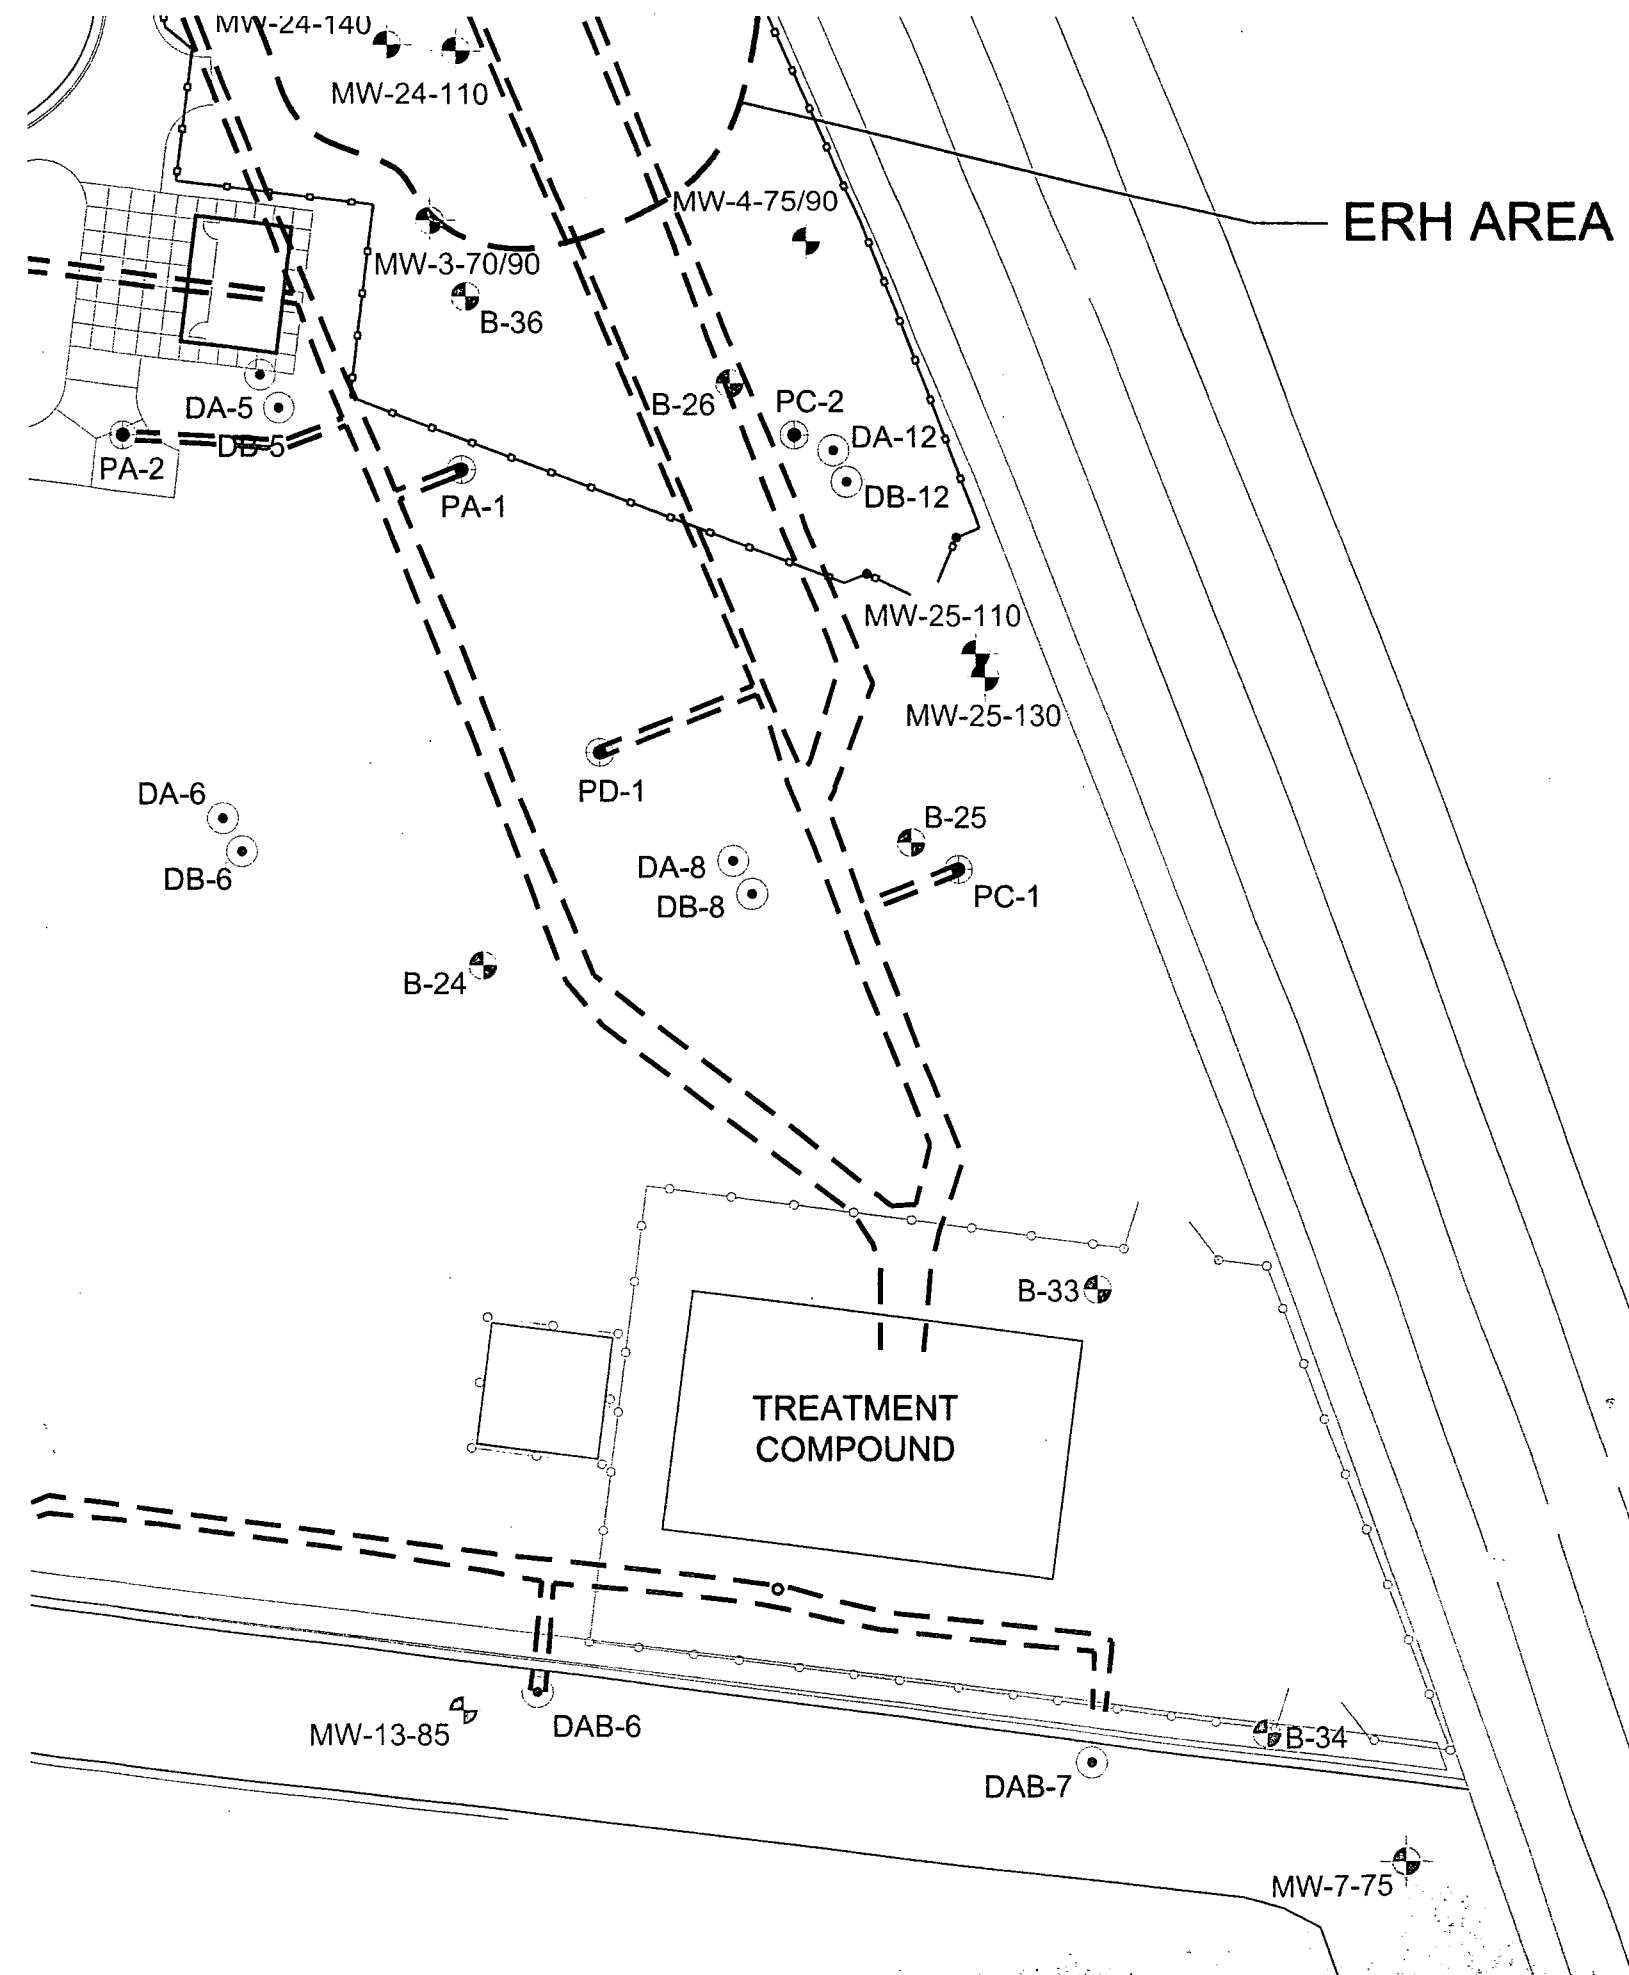 MW-24-140
MW-24-110
MW-4-75/90
ERH AREA
MW-3-70/90
B-36
B-26
PC-2
DA-5
DA-12
DB-5
PA-2
DB-12
PA-1
MW-25-110
MW-25-130
DA-6
PD-1
B-25
DA-8
DB-6
PC-1
DB-8
B-24
B-33
TREATMENT
COMPOUND
DAB-6
MW-13-85
B-34
DAB-7
MW-7-75